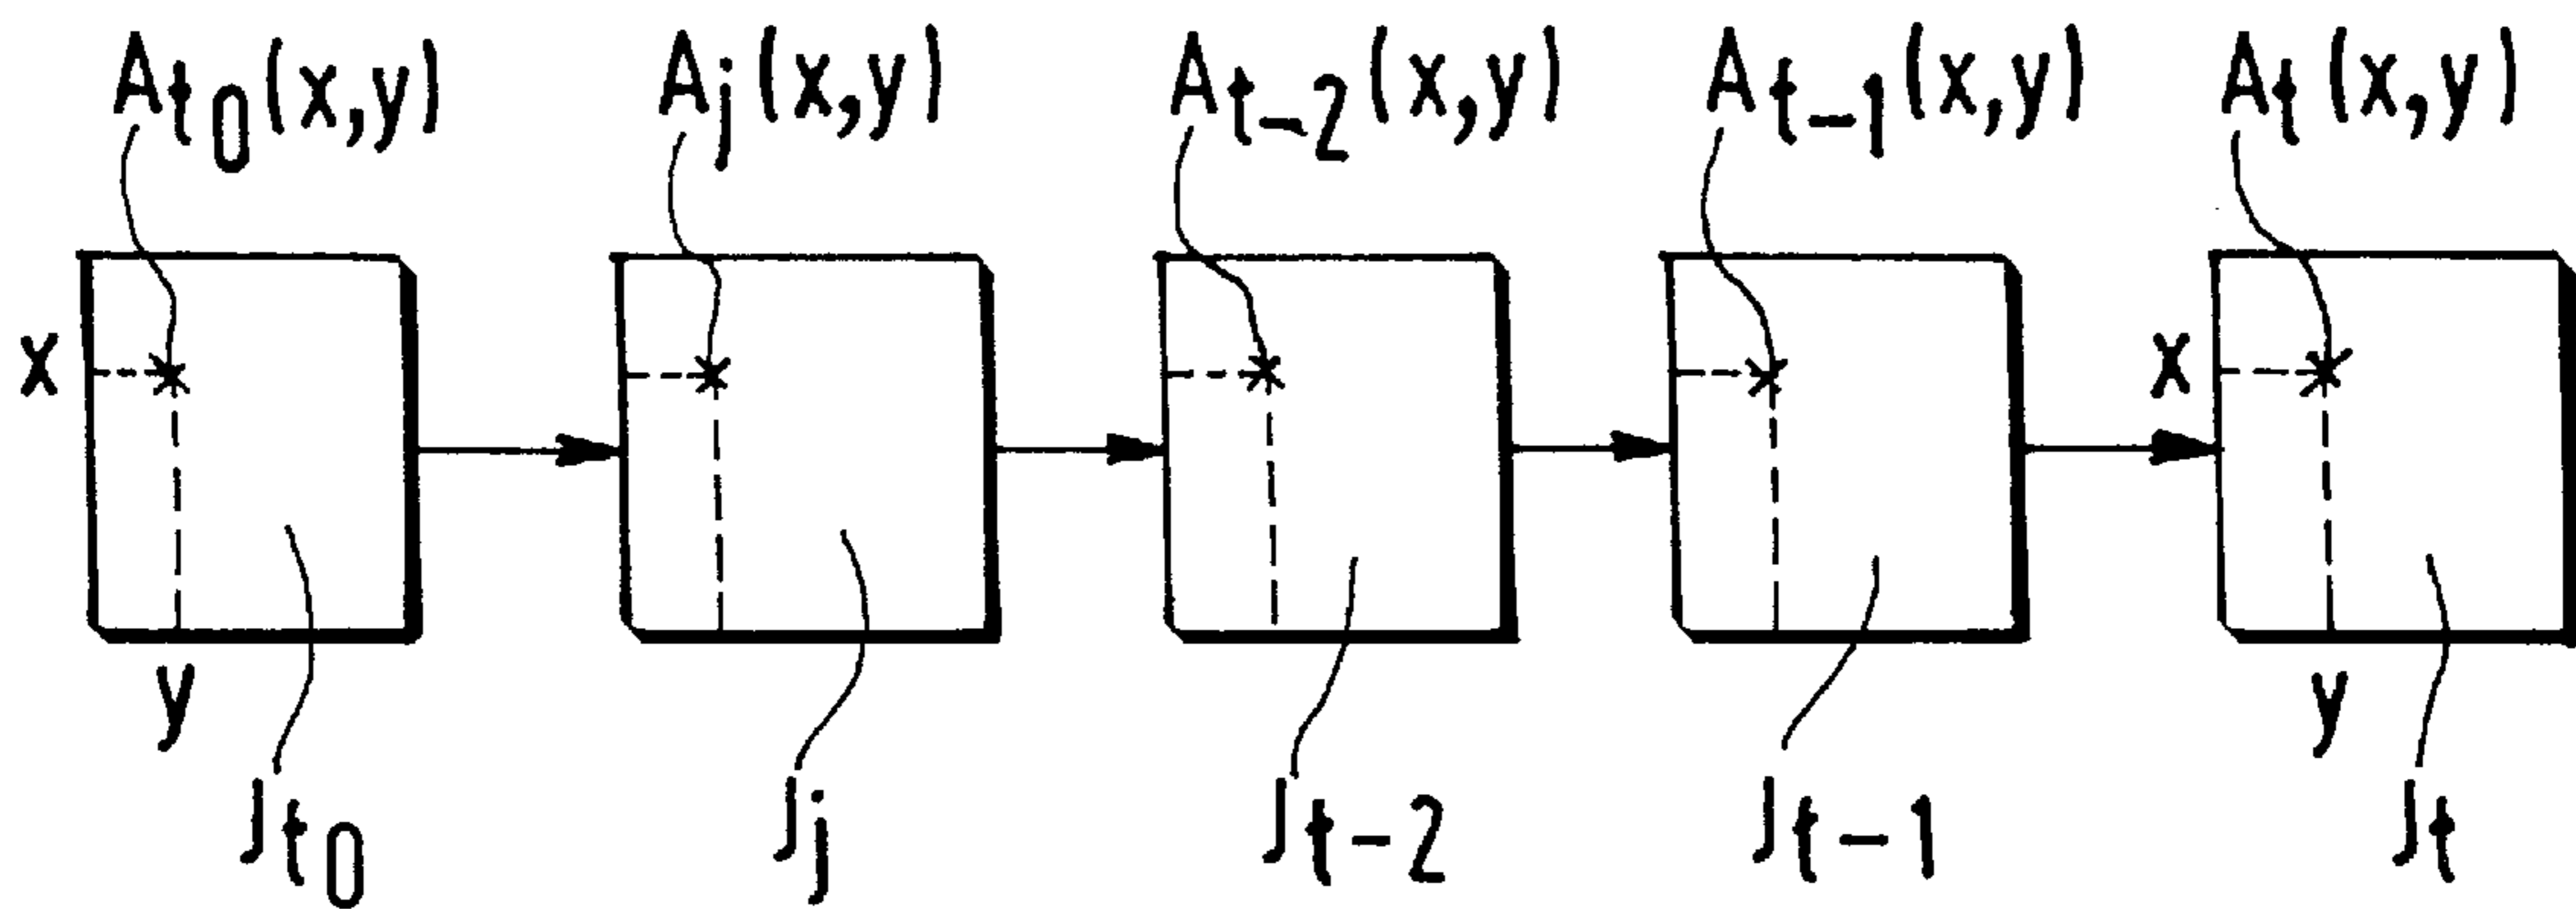 At0(x,y) Aj(x,y) At-2(x,y) At-1(x,y) At(x,y)
x x
y y
Jt0 Jj Jt-2 Jt-1 Jt